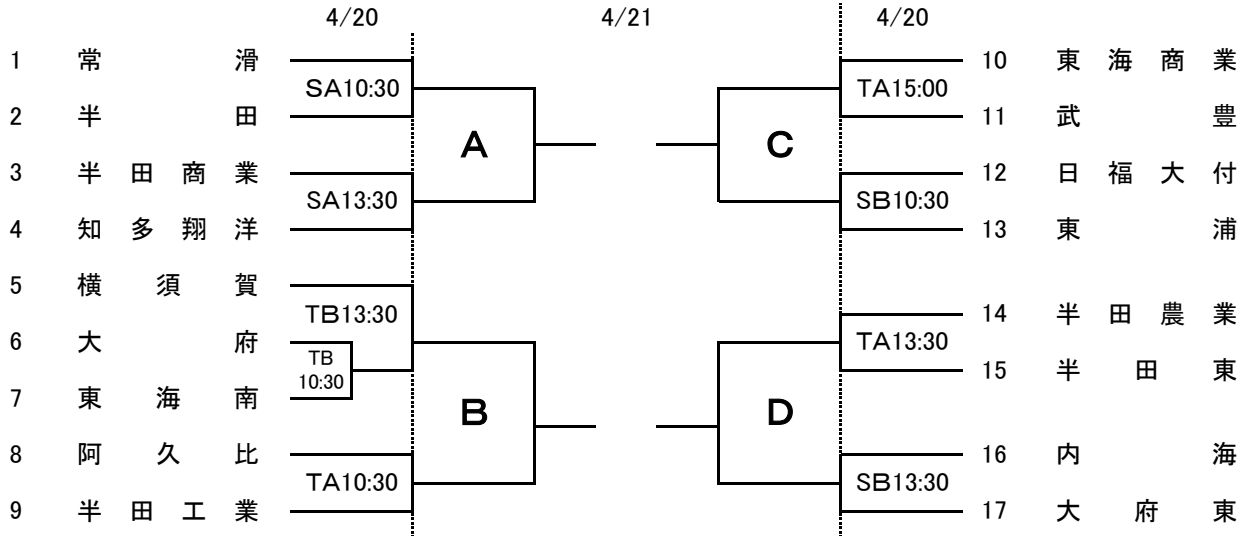 4/20 4/21 4/20
1 常滑 10 東海商業
SA10:30 TA15:00
2 半田 11 武豊
A C
3 半田商業 12 日福大付
SA13:30 SB10:30
4 知多翔洋 13 東浦
5 横須賀
TB13:30 14 半田農業
6 大府 TA13:30
TB
10:30 15 半田東
7 東海南
B D
8 阿久比 16 内海
TA10:30 SB13:30
9 半田工業 17 大府東